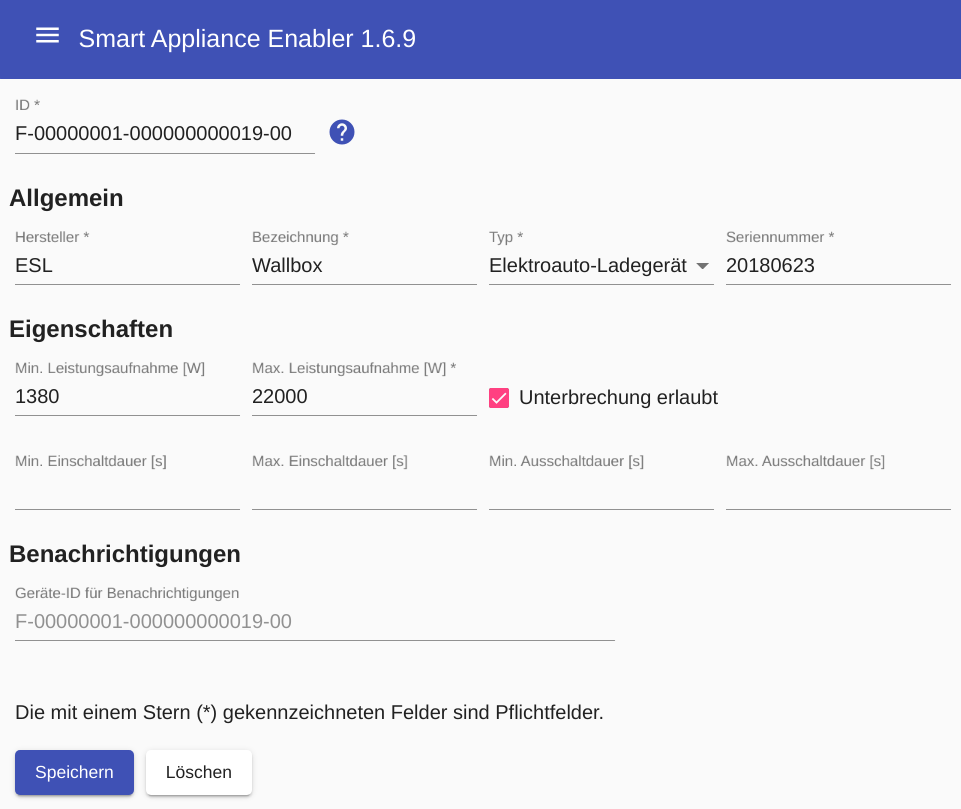 Smart Appliance Enabler 1.6.9
ID *
F-00000001-000000000019-00 ?
Allgemein
Hersteller * Bezeichnung * Typ * Seriennummer *
ESL Wallbox Elektroauto-Ladegerät 20180623
Eigenschaften
Min. Leistungsaufnahme [W] Max. Leistungsaufnahme [W] *
1380 22000 Unterbrechung erlaubt
Min. Einschaltdauer [s] Max. Einschaltdauer [s] Min. Ausschaltdauer [s] Max. Ausschaltdauer [s]
Benachrichtigungen
Geräte-ID für Benachrichtigungen
F-00000001-000000000019-00
Die mit einem Stern (*) gekennzeichneten Felder sind Pflichtfelder.
Speichern Löschen